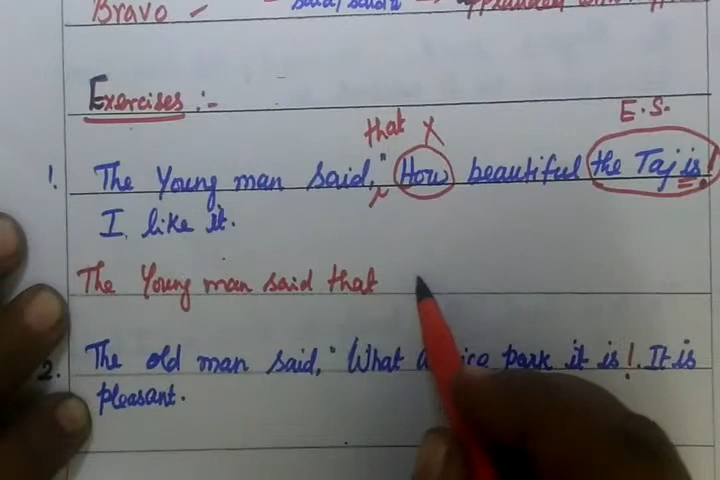 Bravo
Exercises :-
E.S.
that X
1. The Young man said, " How beautiful the Taj is!
I like it.
The Young man said that
2. The old man said, " What a nice park it is!. It is
pleasant.